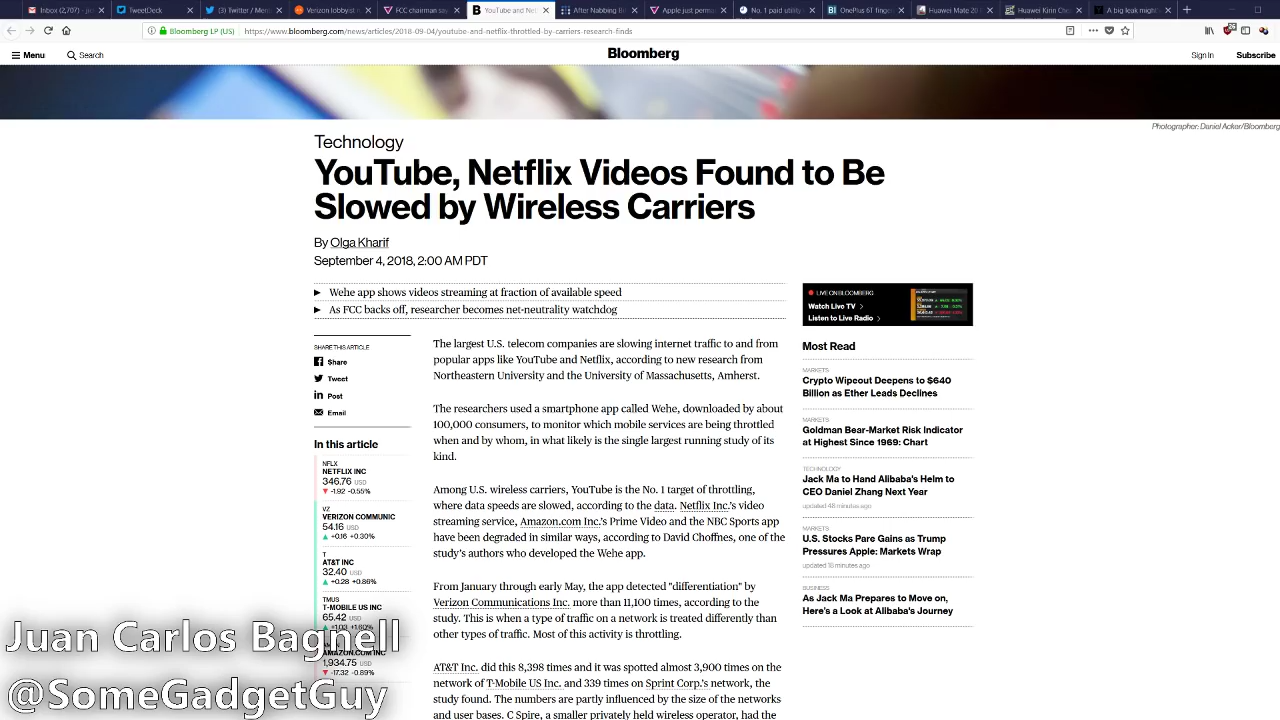 Inbox (2,707) - ju
TweetDeck
(3) Twitter / Men
Verizon lobbyist r
FCC chairman say
YouTube and Net
After Nabbing Ri
Apple just perma
No. 1 paid utility
OnePlus 6T finge
Huawei Mate 20
Huawei Kirin Che
A big leak might's
Bloomberg LP (US)
https://www.bloomberg.com/news/articles/2018-09-04/youtube-and-netflix-throttled-by-carriers-research-finds
Menu
Search
Bloomberg
Sign In
Subscribe
Photographer: Daniel Acker/Bloomberg
Technology
YouTube, Netflix Videos Found to Be
Slowed by Wireless Carriers
By Olga Kharif
September 4, 2018, 2:00 AM PDT
Wehe app shows videos streaming at fraction of available speed
As FCC backs off, researcher becomes net-neutrality watchdog
SHARE THIS ARTICLE
Share
Tweet
Post
Email
In this article
NFLX
NETFLIX INC
346.76 USD
▼ -1.92 -0.55%
VZ
VERIZON COMMUNIC
54.16 USD
▲ +0.16 +0.30%
T
AT&T INC
32.40 USD
▲ +0.28 +0.86%
TMUS
T-MOBILE US INC
65.42 USD
▲ +1.03 +1.60%
AMAZON.COM INC
1,934.75 USD
▼ -17.32 -0.89%
The largest U.S. telecom companies are slowing internet traffic to and from
popular apps like YouTube and Netflix, according to new research from
Northeastern University and the University of Massachusetts, Amherst.
The researchers used a smartphone app called Wehe, downloaded by about
100,000 consumers, to monitor which mobile services are being throttled
when and by whom, in what likely is the single largest running study of its
kind.
Among U.S. wireless carriers, YouTube is the No. 1 target of throttling,
where data speeds are slowed, according to the data. Netflix Inc.'s video
streaming service, Amazon.com Inc.'s Prime Video and the NBC Sports app
have been degraded in similar ways, according to David Choffnes, one of the
study's authors who developed the Wehe app.
From January through early May, the app detected "differentiation" by
Verizon Communications Inc. more than 11,100 times, according to the
study. This is when a type of traffic on a network is treated differently than
other types of traffic. Most of this activity is throttling.
AT&T Inc. did this 8,398 times and it was spotted almost 3,900 times on the
network of T-Mobile US Inc. and 339 times on Sprint Corp.'s network, the
study found. The numbers are partly influenced by the size of the networks
and user bases. C Spire, a smaller privately held wireless operator, had the
LIVE ON BLOOMBERG
Watch Live TV
Listen to Live Radio
Most Read
MARKETS
Crypto Wipeout Deepens to $640
Billion as Ether Leads Declines
MARKETS
Goldman Bear-Market Risk Indicator
at Highest Since 1969: Chart
TECHNOLOGY
Jack Ma to Hand Alibaba's Helm to
CEO Daniel Zhang Next Year
updated 48 minutes ago
MARKETS
U.S. Stocks Pare Gains as Trump
Pressures Apple: Markets Wrap
updated 18 minutes ago
BUSINESS
As Jack Ma Prepares to Move on,
Here's a Look at Alibaba's Journey
Juan Carlos Bagnell
@SomeGadgetGuy